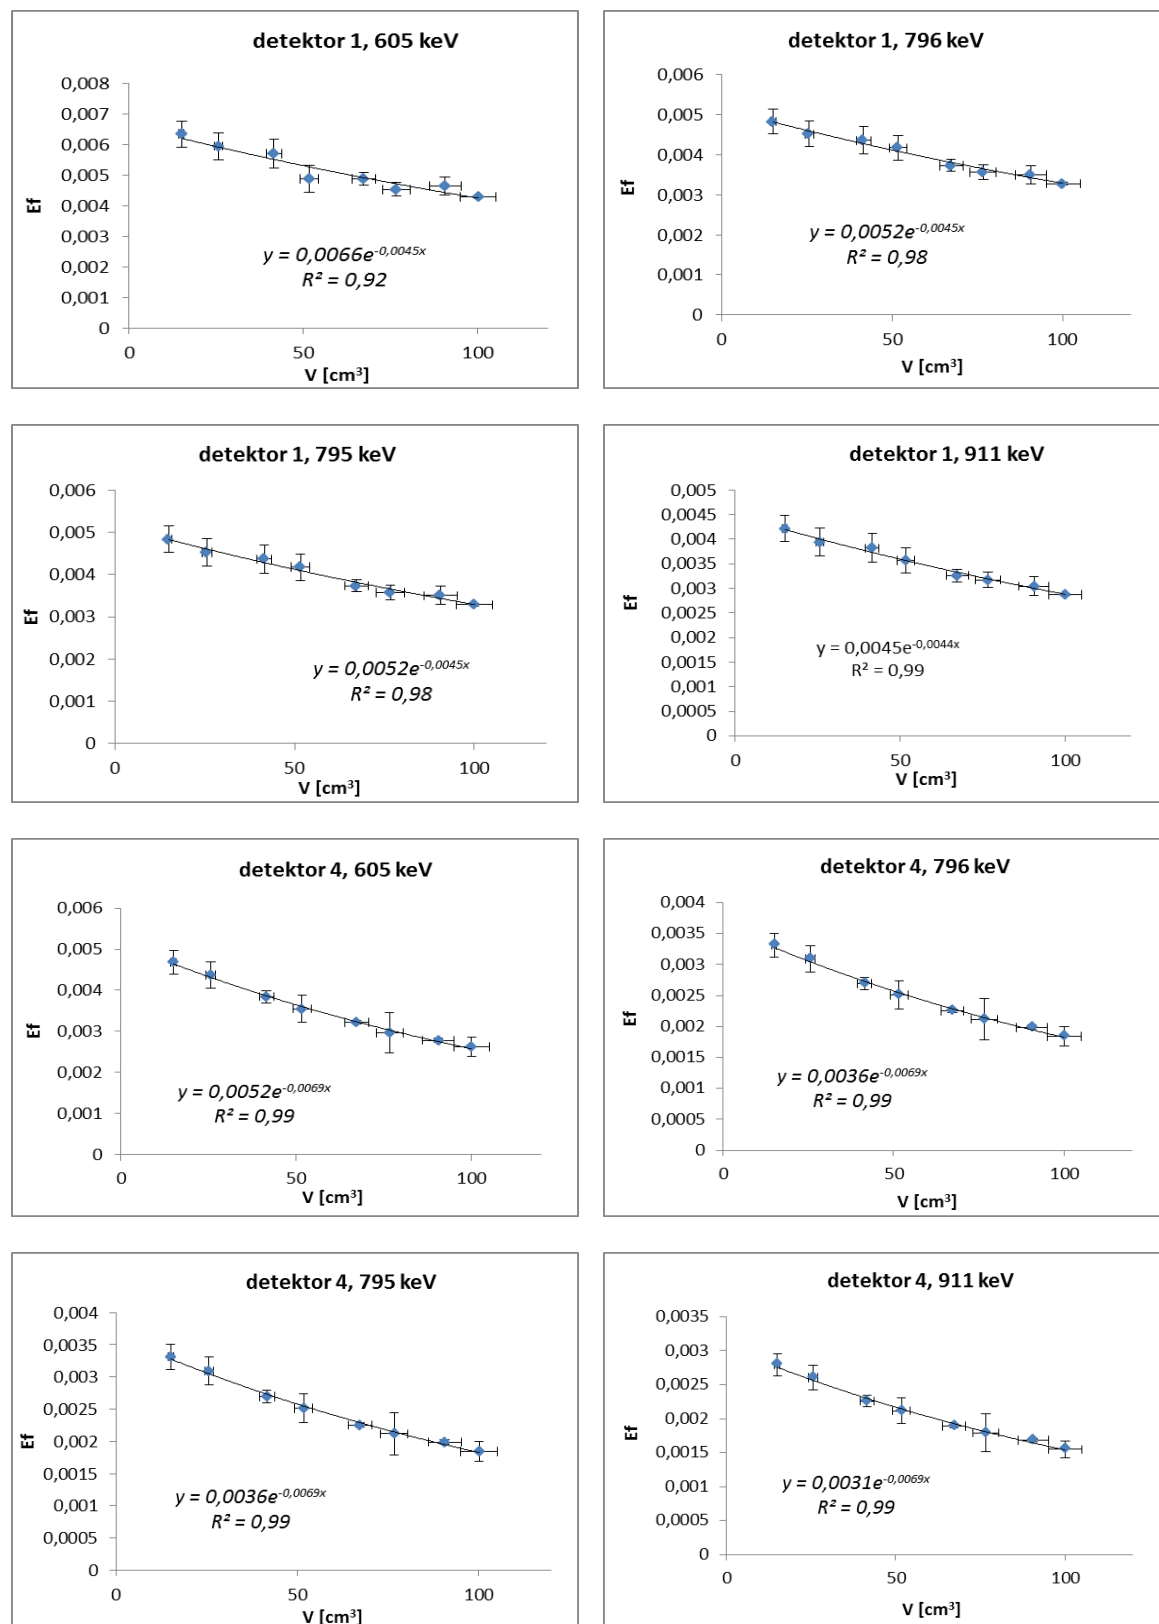 detektor 1, 605 keV
0,008
0,007
0,006
0,005
0,004
0,003
0,002
0,001
0
Ef
y = 0,0066e^-0,0045x
R² = 0,92
0 50 100
V [cm³]
detektor 1, 796 keV
0,006
0,005
0,004
0,003
0,002
0,001
0
Ef
y = 0,0052e^-0,0045x
R² = 0,98
0 50 100
V [cm³]
detektor 1, 795 keV
0,006
0,005
0,004
0,003
0,002
0,001
0
Ef
y = 0,0052e^-0,0045x
R² = 0,98
0 50 100
V [cm³]
detektor 1, 911 keV
0,005
0,0045
0,004
0,0035
0,003
0,0025
0,002
0,0015
0,001
0,0005
0
Ef
y = 0,0045e^-0,0044x
R² = 0,99
0 50 100
V [cm³]
detektor 4, 605 keV
0,006
0,005
0,004
0,003
0,002
0,001
0
Ef
y = 0,0052e^-0,0069x
R² = 0,99
0 50 100
V [cm³]
detektor 4, 796 keV
0,004
0,0035
0,003
0,0025
0,002
0,0015
0,001
0,0005
0
Ef
y = 0,0036e^-0,0069x
R² = 0,99
0 50 100
V [cm³]
detektor 4, 795 keV
0,004
0,0035
0,003
0,0025
0,002
0,0015
0,001
0,0005
0
Ef
y = 0,0036e^-0,0069x
R² = 0,99
0 50 100
V [cm³]
detektor 4, 911 keV
0,0035
0,003
0,0025
0,002
0,0015
0,001
0,0005
0
Ef
y = 0,0031e^-0,0069x
R² = 0,99
0 50 100
V [cm³]